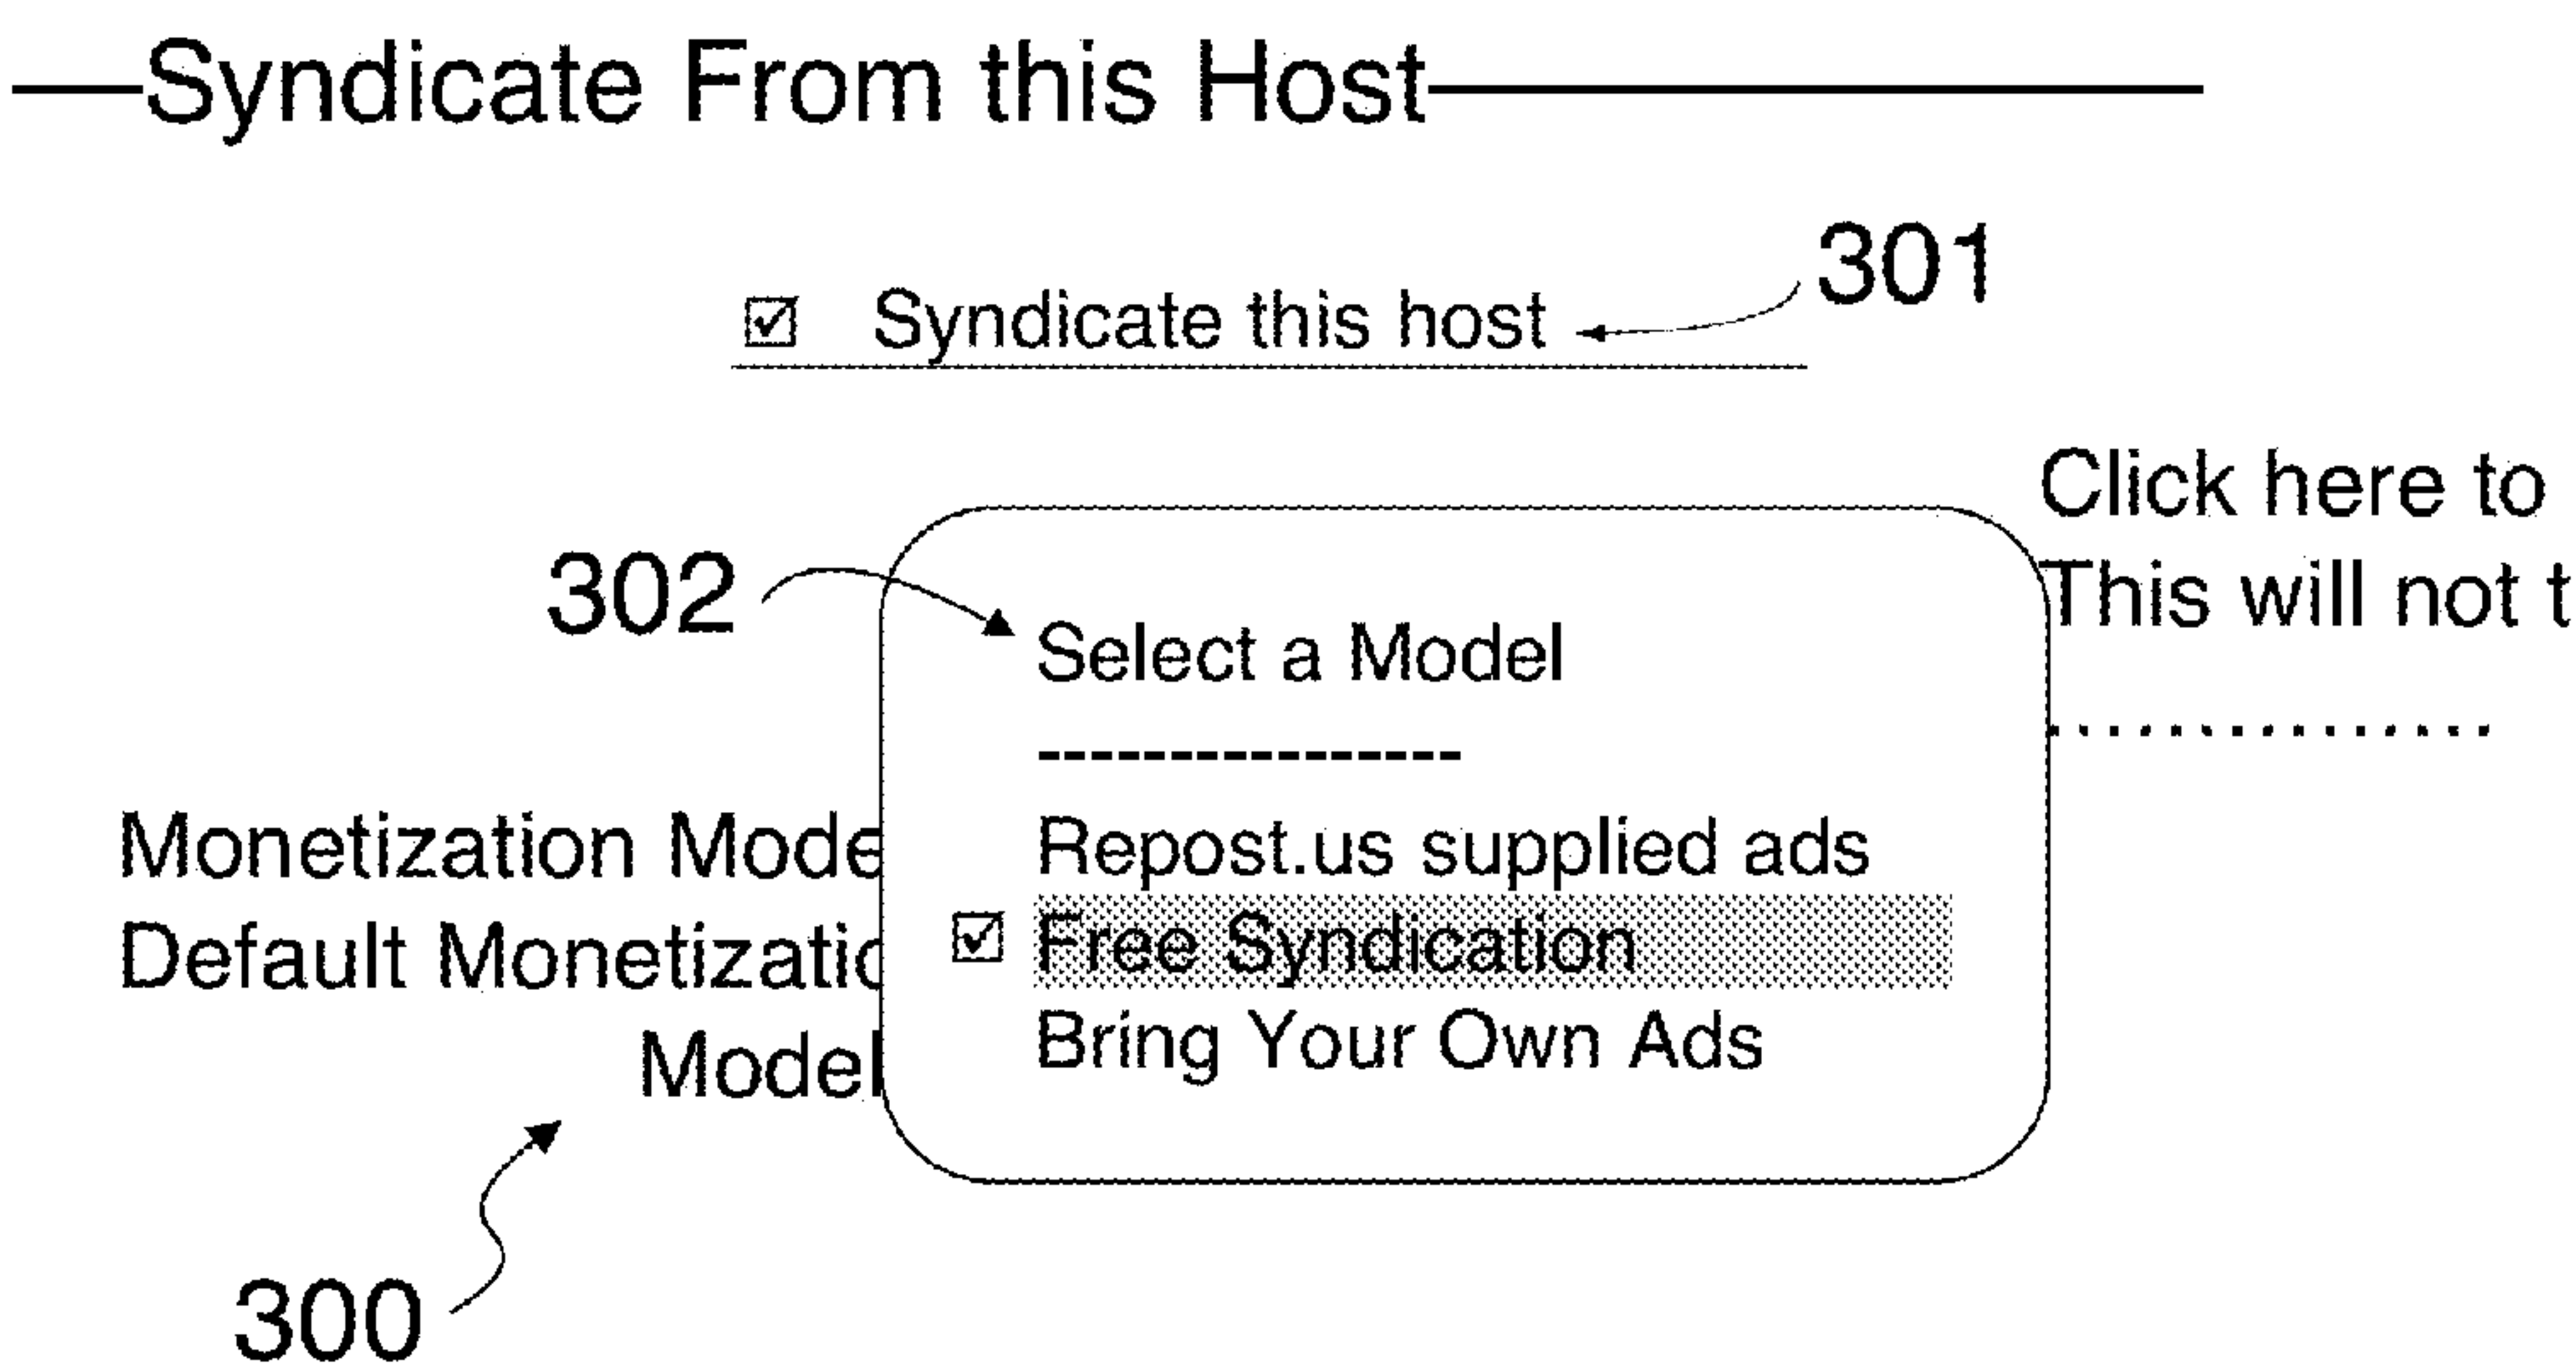 Syndicate From this Host
301
Syndicate this host
Click here to
This will not t
302
Select a Model
----------------
..............
Monetization Mode
Repost.us supplied ads
Default Monetizatio
Free Syndication
Model
Bring Your Own Ads
300